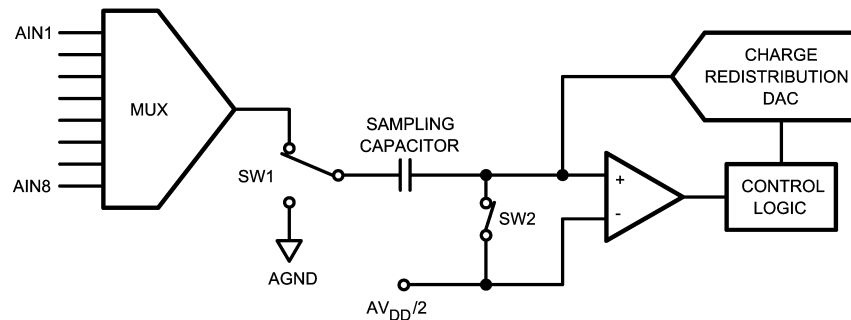 AIN1
MUX
AIN8
SW1
AGND
SAMPLING
CAPACITOR
SW2
AVDD/2
+
-
CHARGE
REDISTRIBUTION
DAC
CONTROL
LOGIC